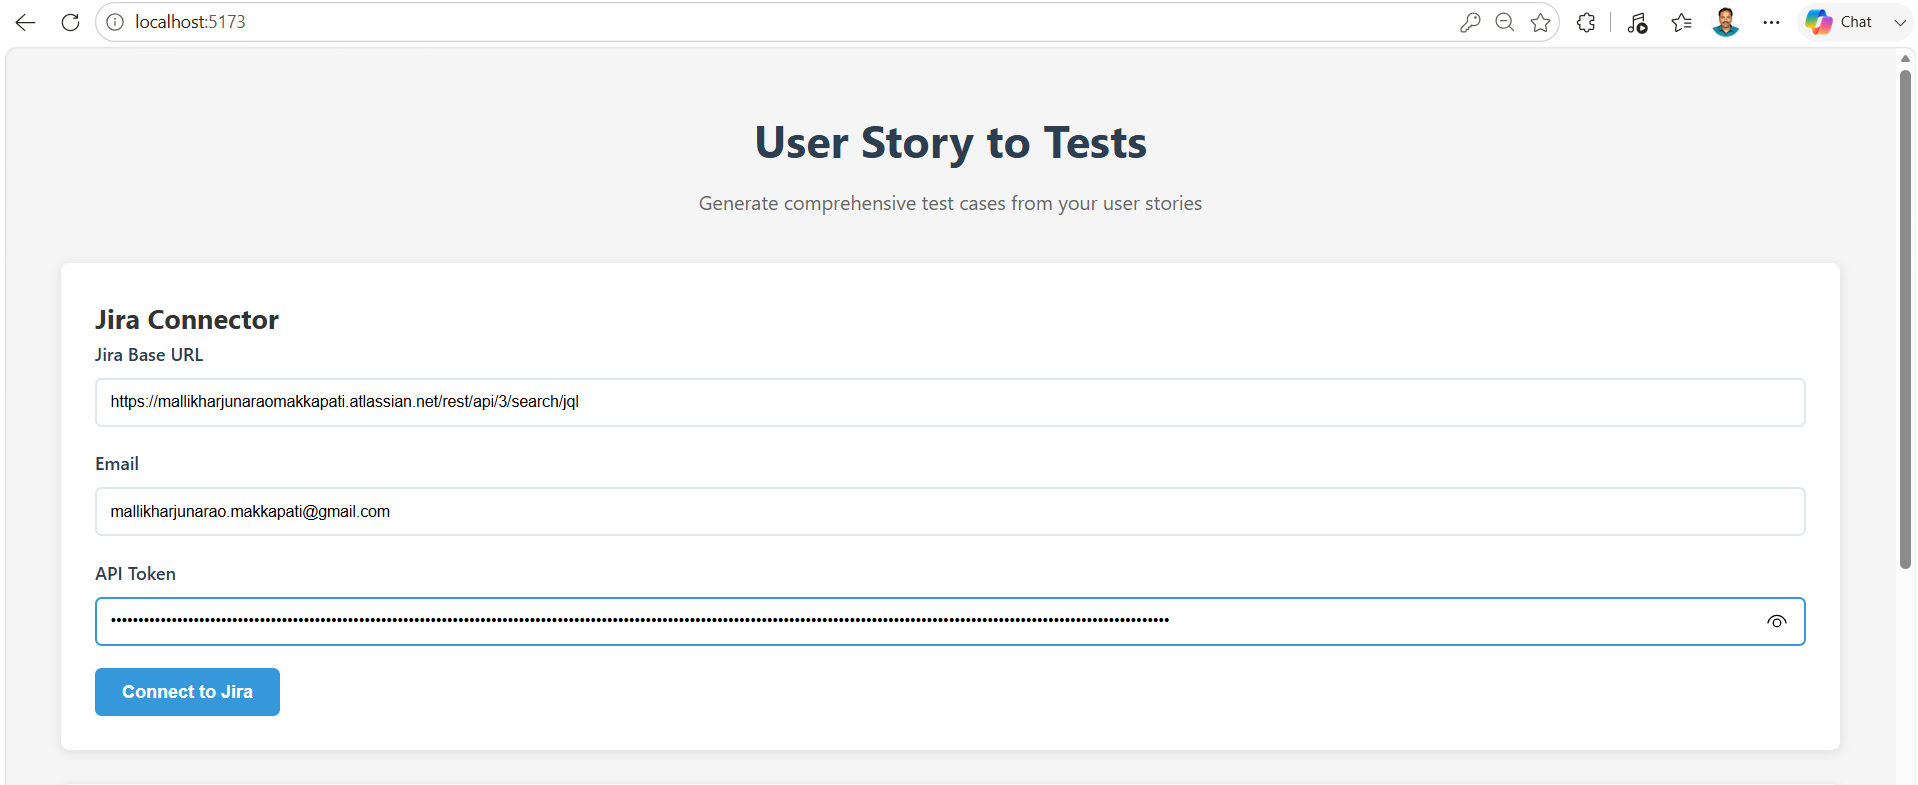 localhost:5173
Chat
User Story to Tests
Generate comprehensive test cases from your user stories
Jira Connector
Jira Base URL
https://mallikharjunaraomakkapati.atlassian.net/rest/api/3/search/jql
Email
mallikharjunarao.makkapati@gmail.com
API Token
Connect to Jira